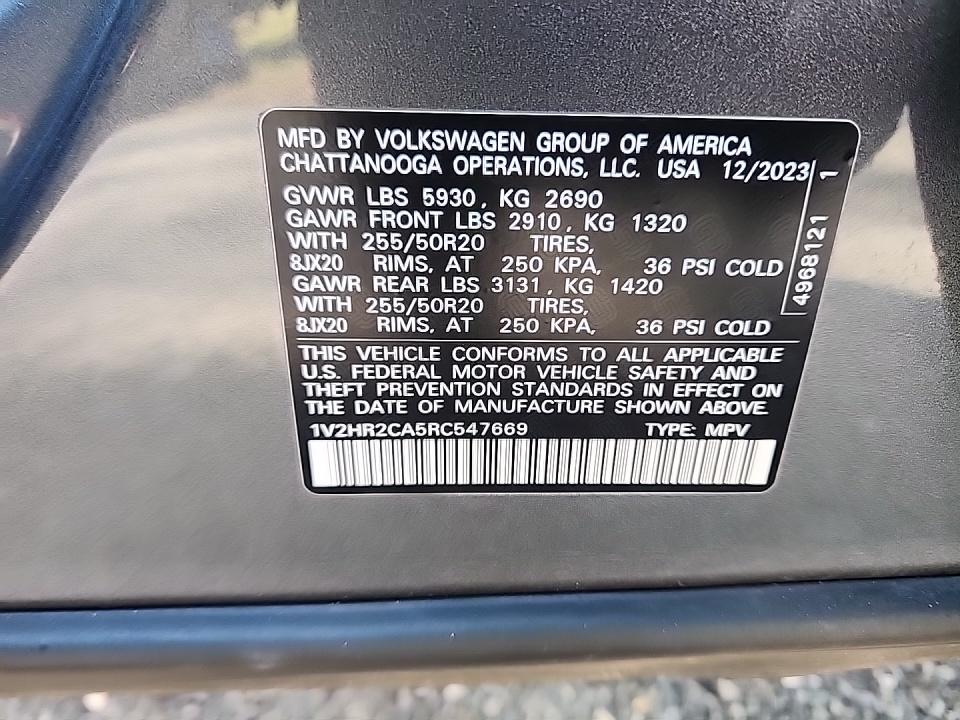 MFD BY VOLKSWAGEN GROUP OF AMERICA
CHATTANOOGA OPERATIONS, LLC. USA 12/2023
GVWR LBS 5930, KG 2690
GAWR FRONT LBS 2910, KG 1320
WITH 255/50R20 TIRES,
8JX20 RIMS, AT 250 KPA, 36 PSI COLD
GAWR REAR LBS 3131, KG 1420
WITH 255/50R20 TIRES,
8JX20 RIMS, AT 250 KPA, 36 PSI COLD
4968121 1
THIS VEHICLE CONFORMS TO ALL APPLICABLE
U.S. FEDERAL MOTOR VEHICLE SAFETY AND
THEFT PREVENTION STANDARDS IN EFFECT ON
THE DATE OF MANUFACTURE SHOWN ABOVE.
1V2HR2CA5RC547669 TYPE: MPV